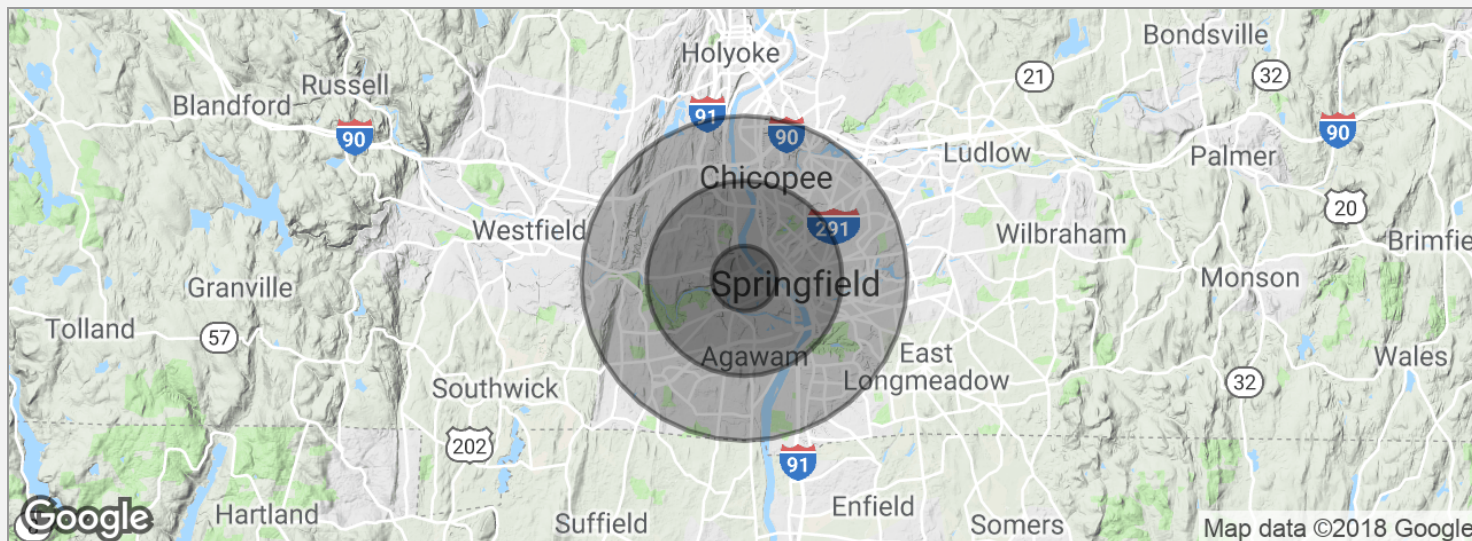 Holyoke
Bondsville
21
32
Russell
Blandford
91
90
90
90
Ludlow
Palmer
Chicopee
20
291
Westfield
Wilbraham
Brimfie
Granville
Springfield
Monson
Tolland
57
Agawam
East
Longmeadow
Wales
Southwick
32
202
91
Google
Hartland
Suffield
Enfield
Somers
Map data ©2018 Google